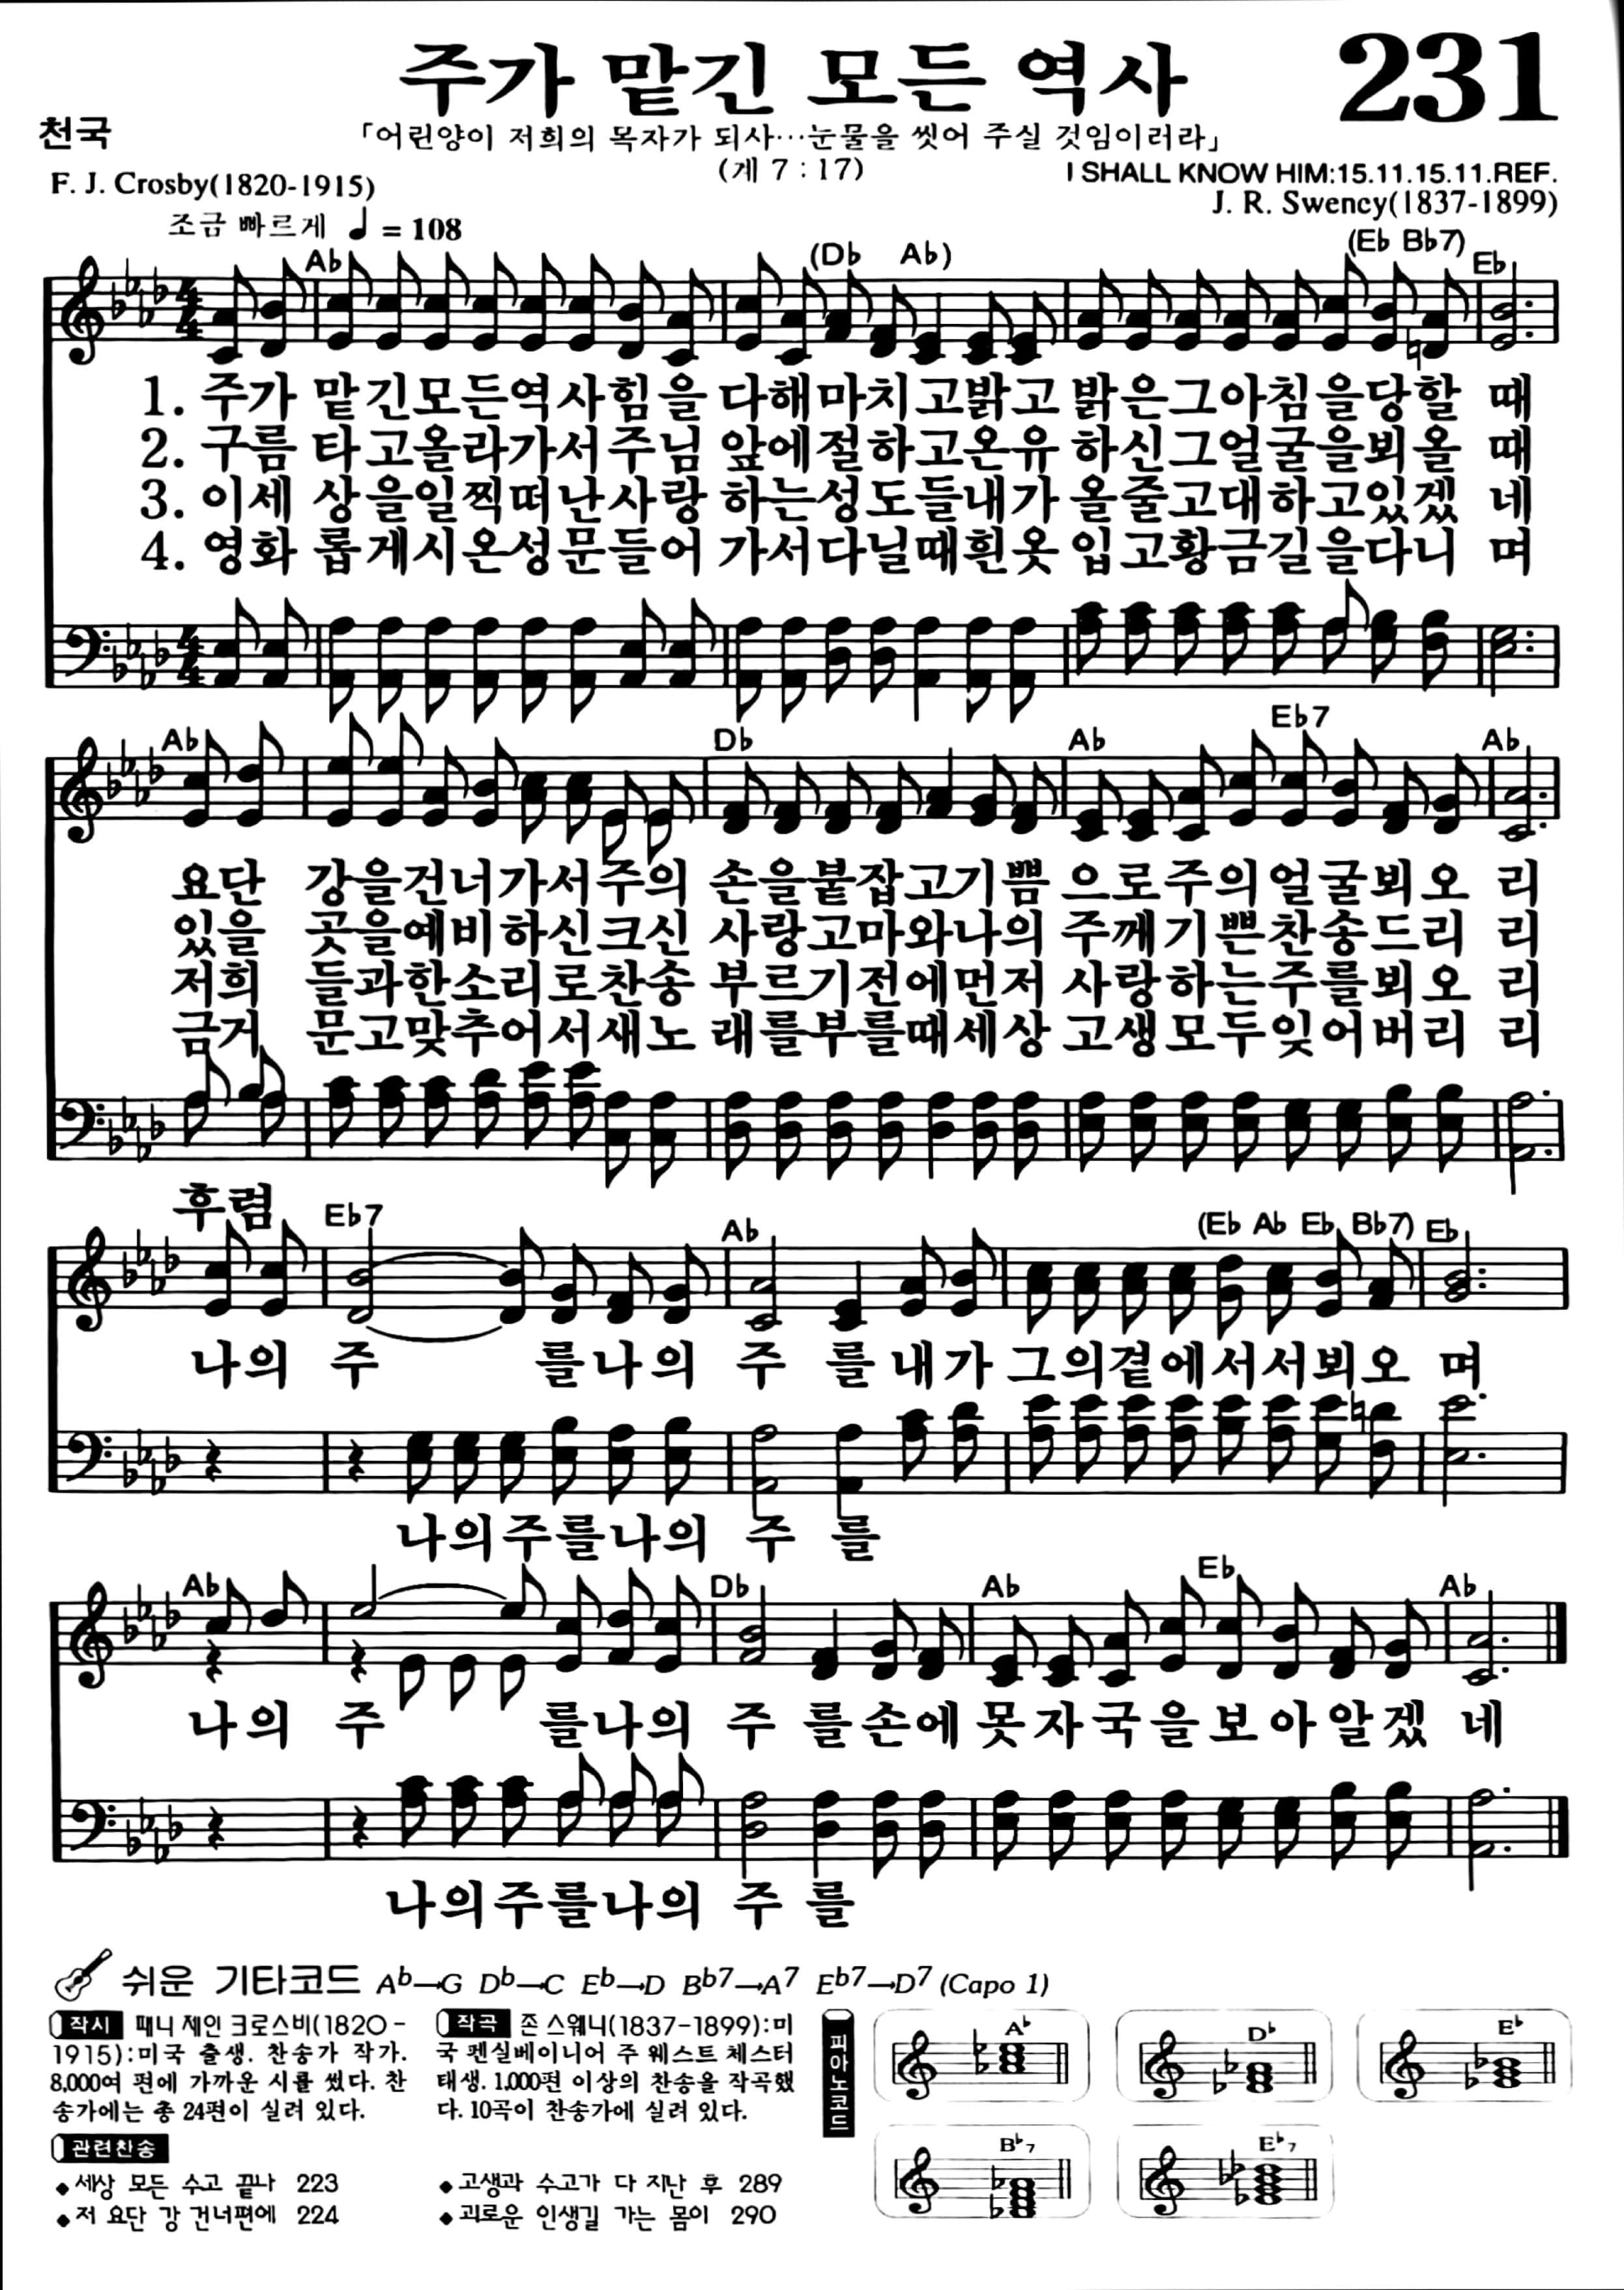 주가 맡긴 모든 역사
231
천국
「어린양이 저희의 목자가 되사…눈물을 씻어 주실 것임이러라」
(계 7 : 17)
F. J. Crosby(1820-1915)
I SHALL KNOW HIM:15.11.15.11.REF.
J. R. Swency(1837-1899)
조금 빠르게 ♩ = 108
A♭ (D♭ A♭) (E♭ B♭7) E♭
1. 주가 맡긴모든역사힘을 다해마치고밝고 밝은그아침을당할 때
2. 구름 타고올라가서주님 앞에절하고온유 하신그얼굴을뵈올 때
3. 이세 상을일찍떠난사랑 하는성도들내가 올줄고대하고있겠 네
4. 영화 롭게시온성문들어 가서다닐때흰옷 입고황금길을다니 며
A♭ D♭ A♭ E♭7 A♭
요단 강을건너가서주의 손을붙잡고기쁨 으로주의얼굴뵈오 리
있을 곳을예비하신크신 사랑고마와나의 주께기쁜찬송드리 리
저희 들과한소리로찬송 부르기전에먼저 사랑하는주를뵈오 리
금거 문고맞추어서새노 래를부를때세상 고생모두잊어버리 리
후렴
E♭7 A♭ (E♭ A♭ E♭ B♭7) E♭
나의 주 를나의 주 를내가 그의곁에서서뵈오 며
나의주를나의 주 를
A♭ D♭ A♭ E♭ A♭
나의 주 를나의 주 를손에 못자국을보아알겠 네
나의주를나의 주 를
쉬운 기타코드 A♭→G D♭→C E♭→D B♭7→A7 E♭7→D7 (Capo 1)
작시 패니 제인 크로스비(1820-
1915):미국 출생. 찬송가 작가.
8,000여 편에 가까운 시를 썼다. 찬
송가에는 총 24편이 실려 있다.
작곡 존 스웨니(1837-1899):미
국 펜실베이니어 주 웨스트 체스터
태생. 1,000편 이상의 찬송을 작곡했
다. 10곡이 찬송가에 실려 있다.
피아노코드
A♭
D♭
E♭
B♭7
E♭7
관련찬송
◆세상 모든 수고 끝나 223
◆저 요단 강 건너편에 224
◆고생과 수고가 다 지난 후 289
◆괴로운 인생길 가는 몸이 290